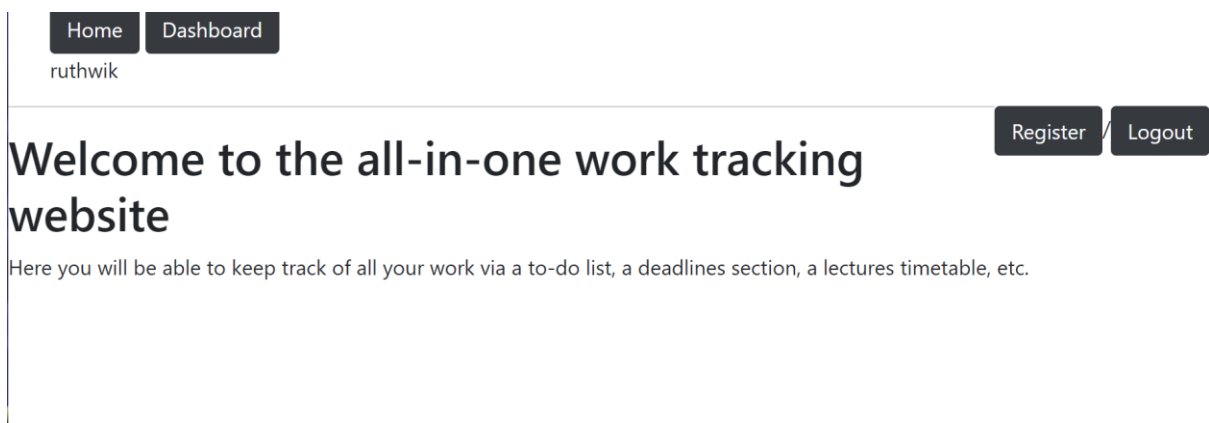 Home Dashboard
ruthwik
Register / Logout
Welcome to the all-in-one work tracking
website
Here you will be able to keep track of all your work via a to-do list, a deadlines section, a lectures timetable, etc.